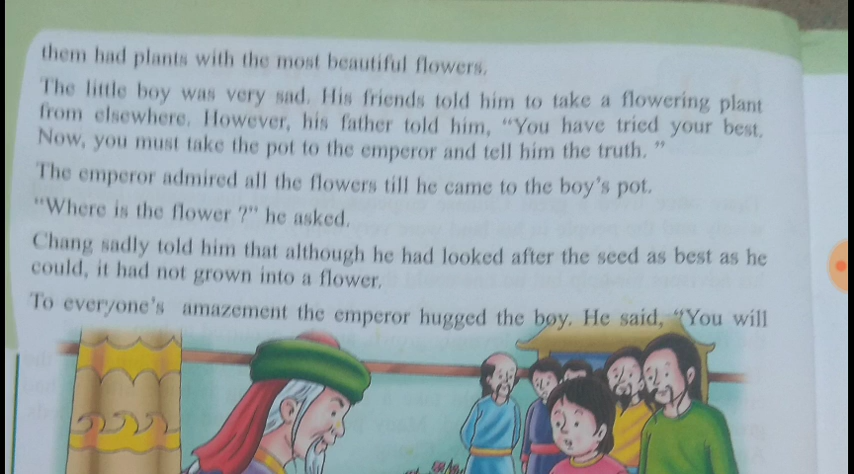 them had plants with the most beautiful flowers.
The little boy was very sad. His friends told him to take a flowering plant
from elsewhere. However, his father told him, “You have tried your best.
Now, you must take the pot to the emperor and tell him the truth. ”
The emperor admired all the flowers till he came to the boy’s pot.
“Where is the flower ?” he asked.
Chang sadly told him that although he had looked after the seed as best as he
could, it had not grown into a flower.
To everyone’s amazement the emperor hugged the boy. He said, “You will